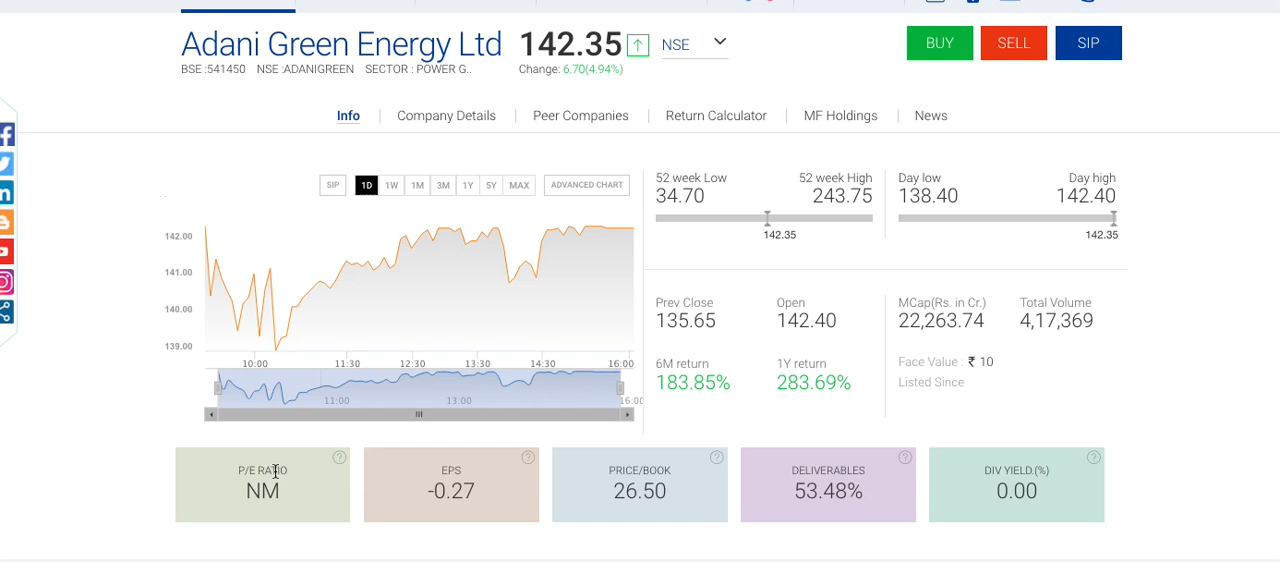 Adani Green Energy Ltd 142.35 NSE
BUY SELL SIP
BSE :541450 NSE :ADANIGREEN SECTOR : POWER G.. Change: 6.70(4.94%)
Info Company Details Peer Companies Return Calculator MF Holdings News
SIP 1D 1W 1M 3M 1Y 5Y MAX ADVANCED CHART
142.00
141.00
140.00
139.00
10:00 11:30 12:30 13:30 14:30 16:00
11:00 13:00 16:00
52 week Low 52 week High
34.70 243.75
142.35
Day low Day high
138.40 142.40
142.35
Prev Close Open
135.65 142.40
6M return 1Y return
183.85% 283.69%
MCap(Rs. in Cr.) Total Volume
22,263.74 4,17,369
Face Value : ₹ 10
Listed Since
P/E RATIO
NM
EPS
-0.27
PRICE/BOOK
26.50
DELIVERABLES
53.48%
DIV YIELD.(%)
0.00